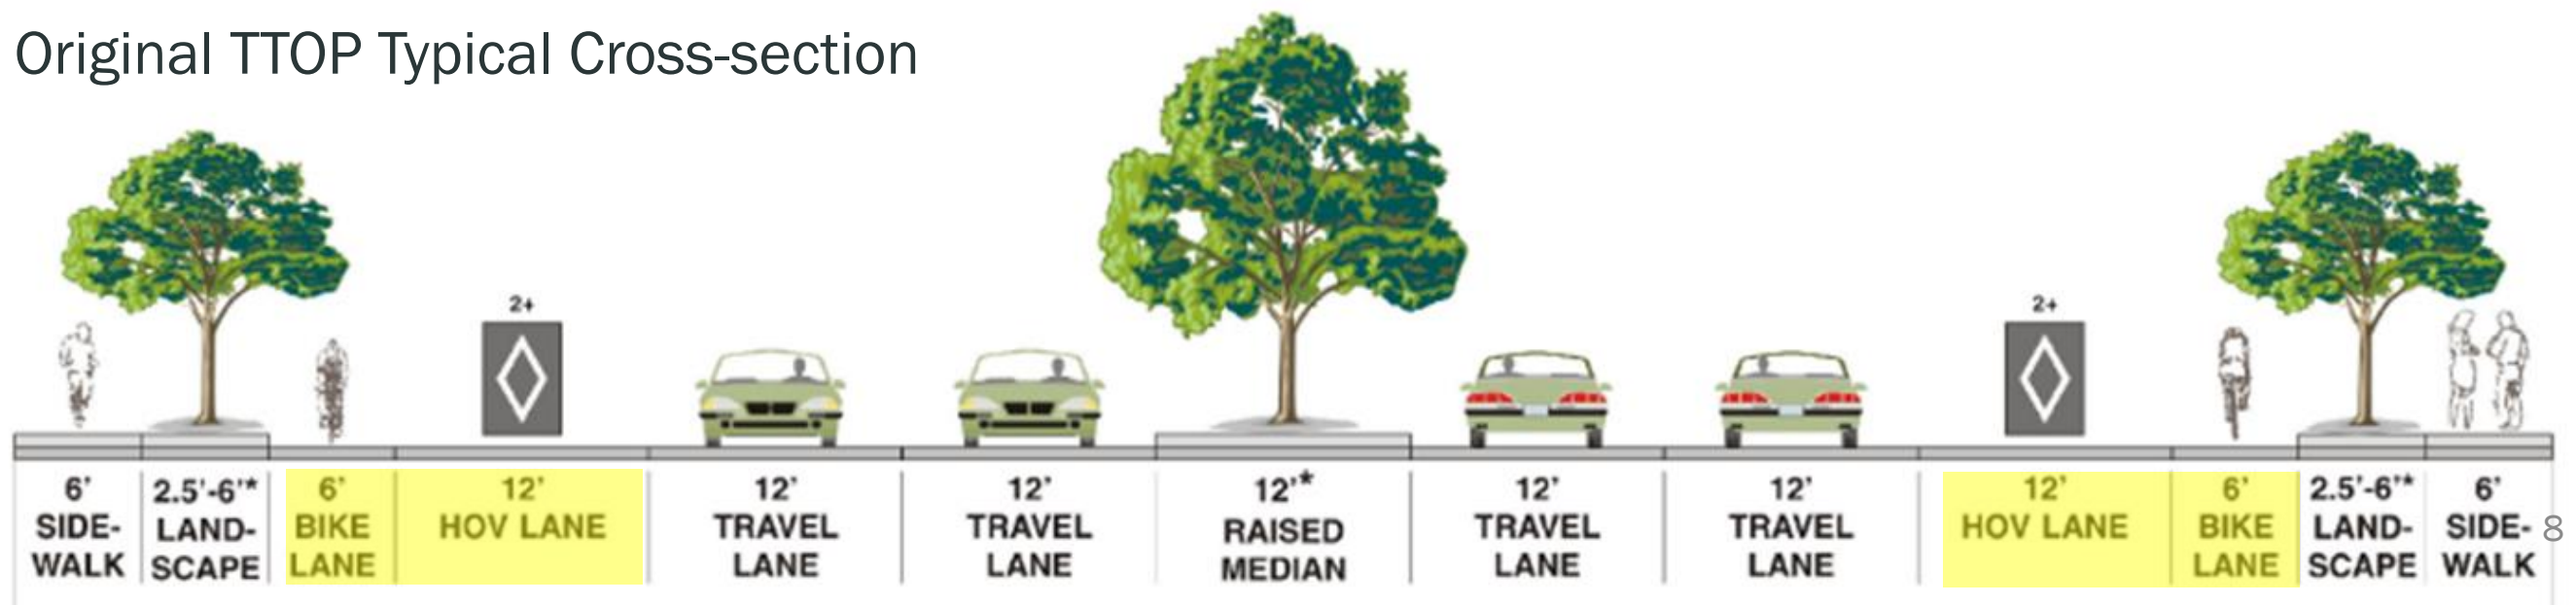 Original TTOP Typical Cross-section
2+
2+
6'
SIDE-
WALK
2.5'-6'*
LAND-
SCAPE
6'
BIKE
LANE
12'
HOV LANE
12'
TRAVEL
LANE
12'
TRAVEL
LANE
12'*
RAISED
MEDIAN
12'
TRAVEL
LANE
12'
TRAVEL
LANE
12'
HOV LANE
6'
BIKE
LANE
2.5'-6'*
LAND-
SCAPE
6'
SIDE-
WALK
8